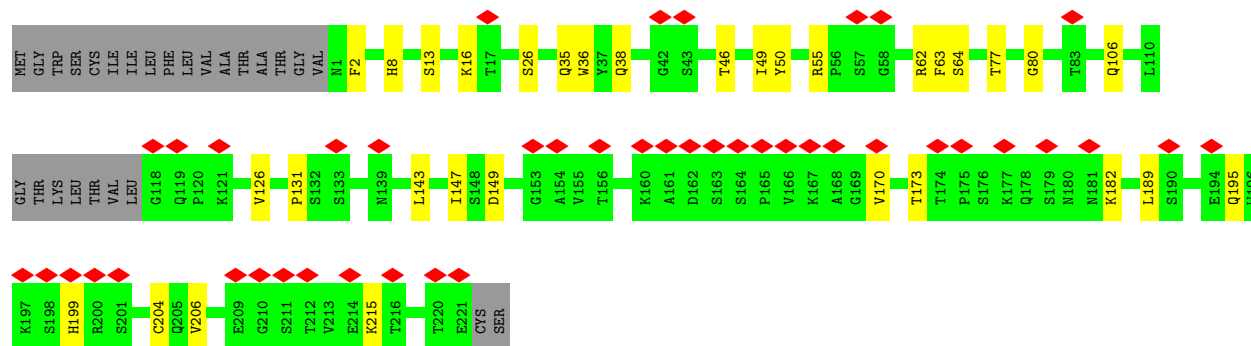 MET GLY TRP SER CYS ILE ILE LEU PHE LEU VAL ALA THR ALA THR GLY VAL N1 F2 H8 S13 K16 T17 S26 Q35 W36 Y37 Q38 G42 S43 T46 I49 Y50 R55 P56 S57 G58 R62 F63 S64 T77 G80 T83 Q106 L110
GLY THR LYS LEU THR VAL LEU G118 Q119 P120 K121 V126 P131 S132 S133 N139 L143 I147 S148 D149 G153 A154 V155 T156 K160 A161 D162 S163 S164 P165 V166 K167 A168 G169 V170 T173 T174 P175 S176 K177 Q178 S179 N180 N181 K182 L189 S190 E194 Q195
K197 S198 H199 R200 S201 C204 Q205 V206 E209 G210 S211 T212 V213 E214 K215 T216 T220 E221 CYS SER